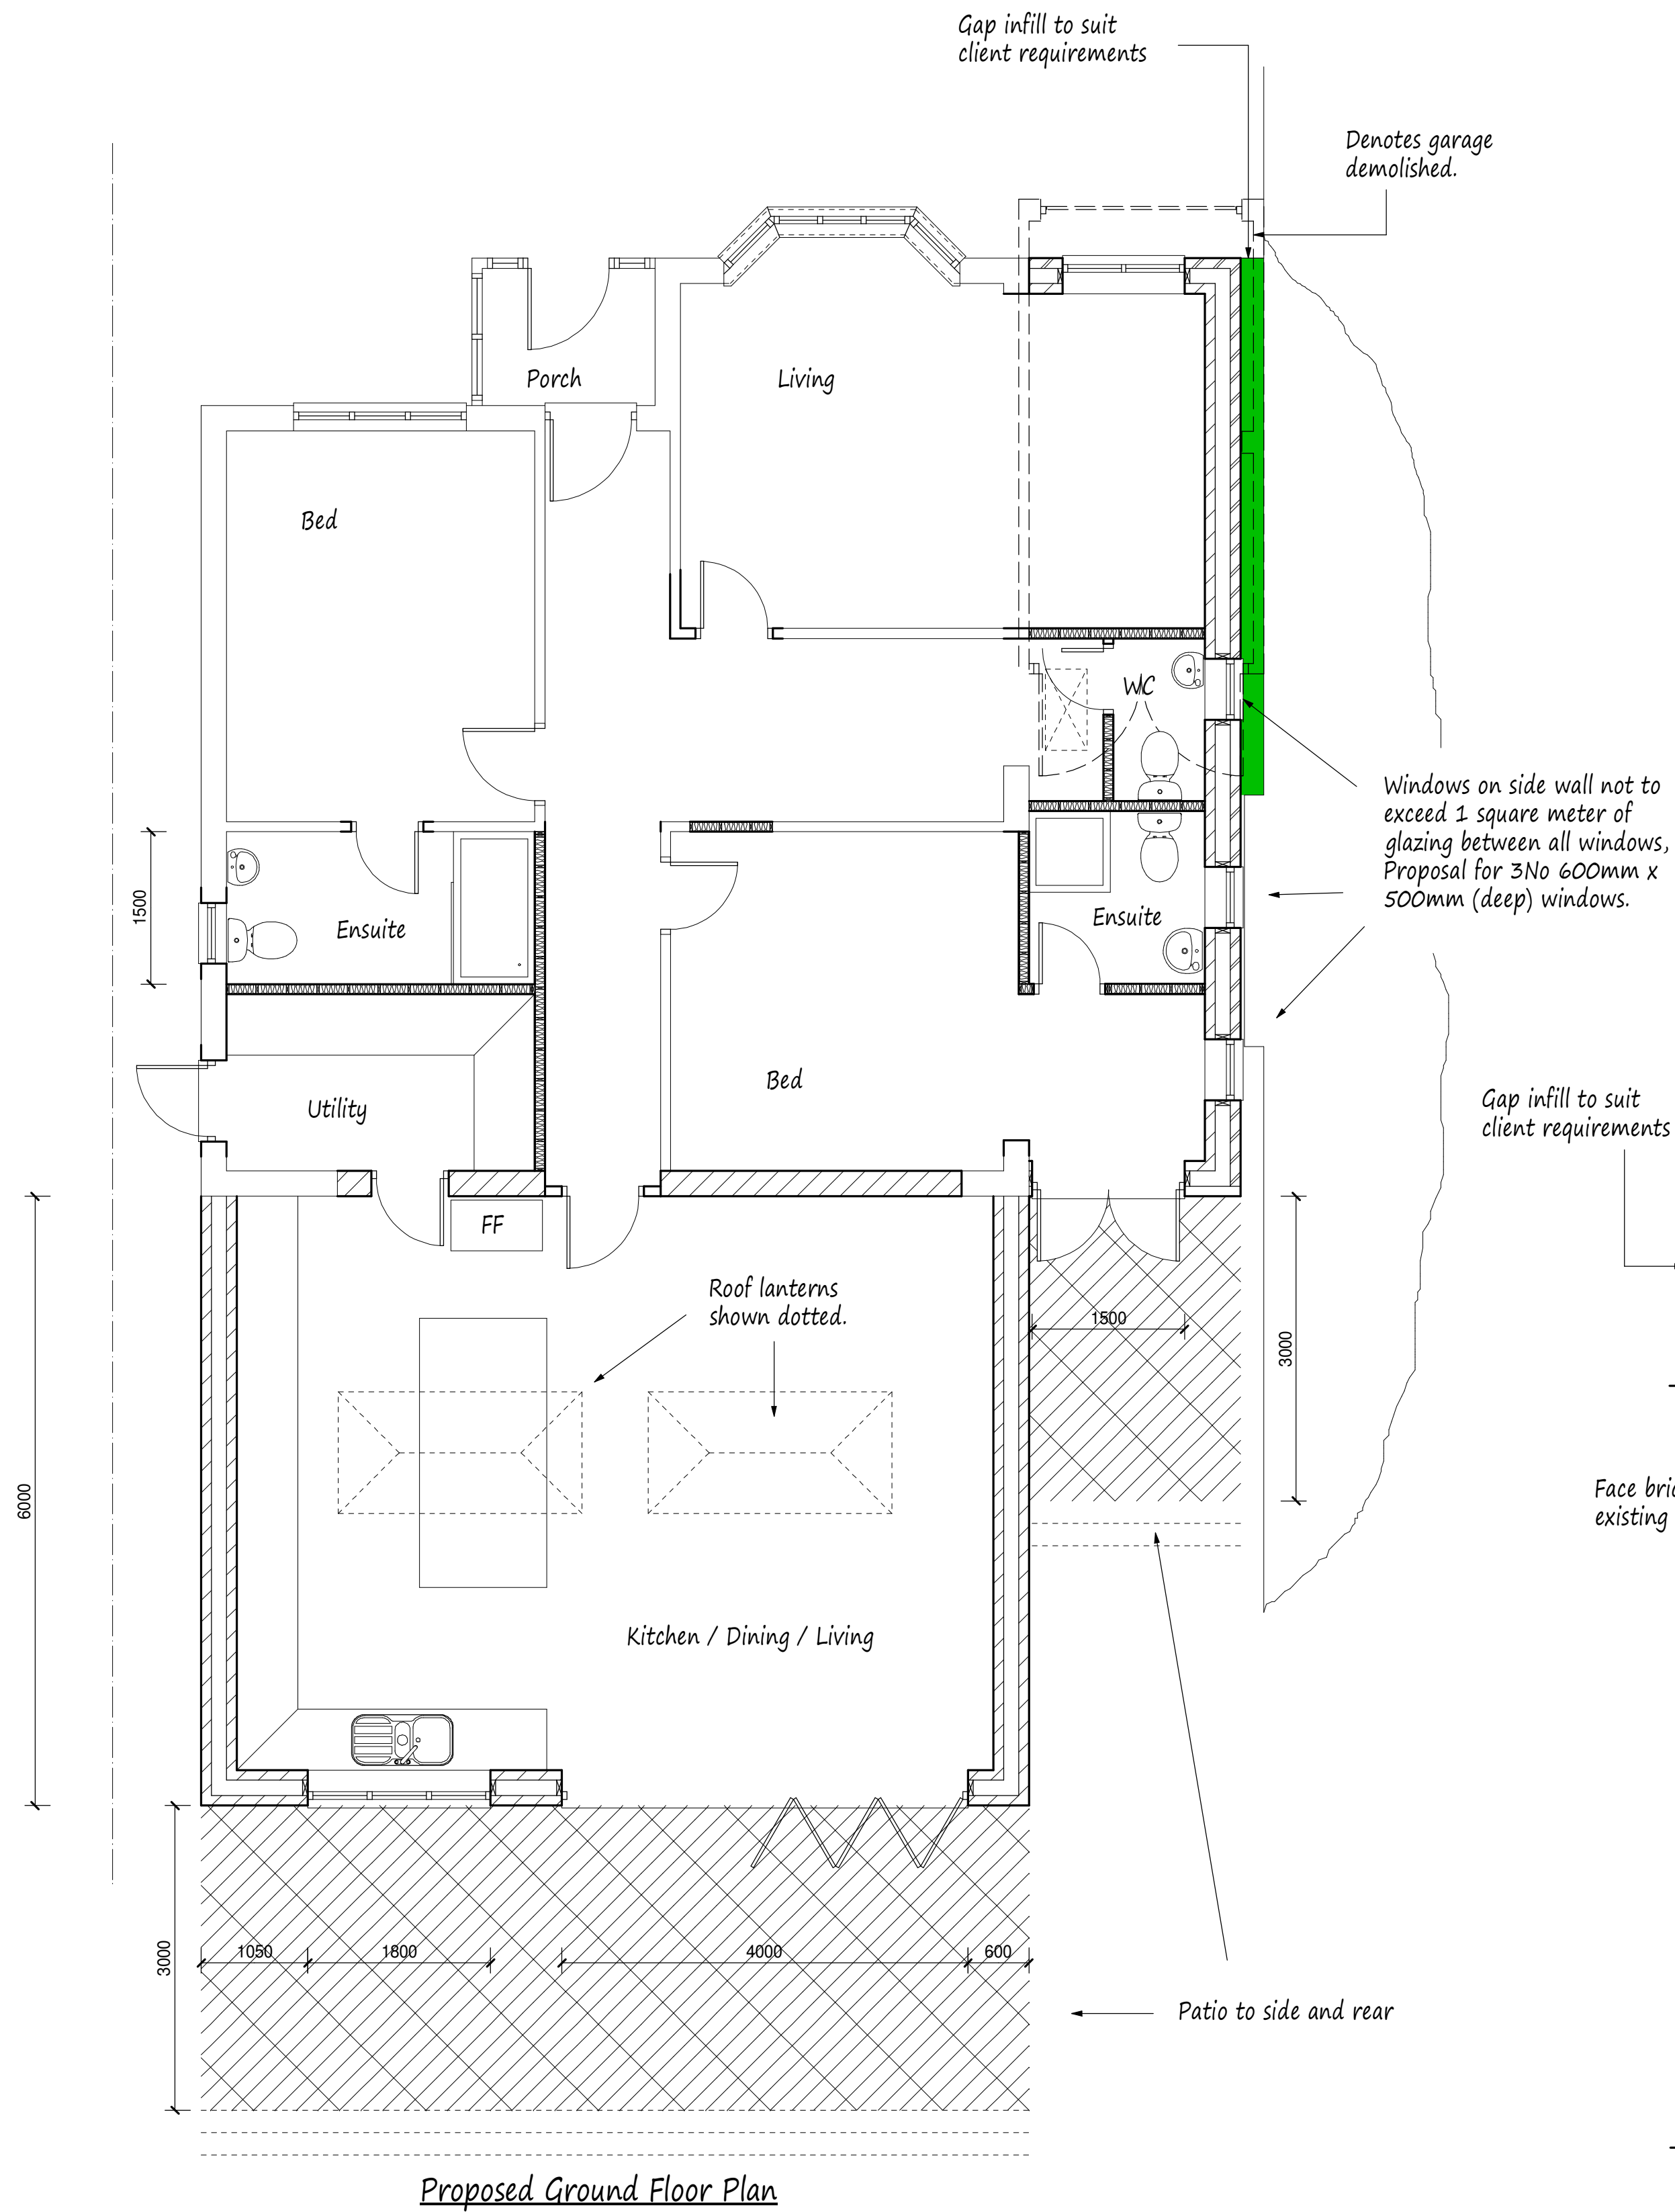 Gap infill to suit
client requirements
Denotes garage
demolished.
Porch
Living
Bed
WC
Windows on side wall not to
exceed 1 square meter of
glazing between all windows,
Proposal for 3No 600mm x
500mm (deep) windows.
1500
Ensuite
Ensuite
Bed
Utility
Gap infill to suit
client requirements
FF
Roof lanterns
shown dotted.
1500
3000
6000
Face
existing
Kitchen / Dining / Living
3000
1050
1800
4000
600
Patio to side and rear
Proposed Ground Floor Plan